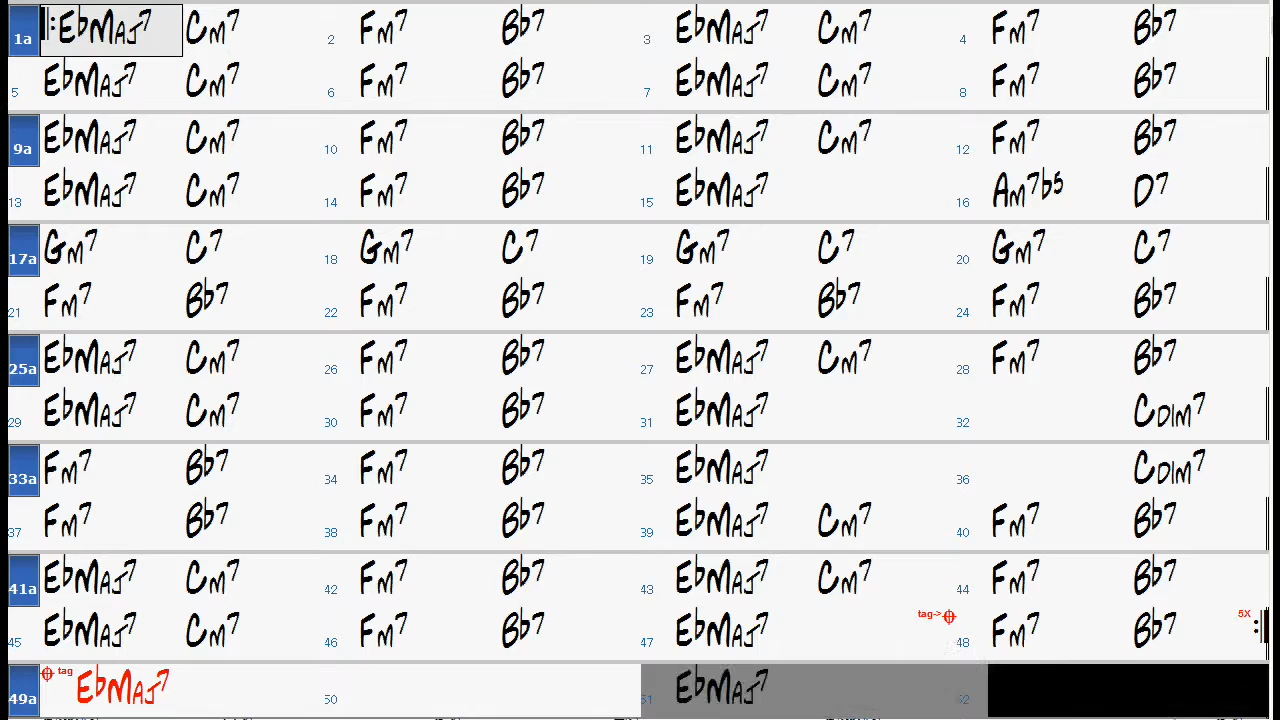 1a EbMaj7 Cm7 2 Fm7 Bb7 3 EbMaj7 Cm7 4 Fm7 Bb7
5 EbMaj7 Cm7 6 Fm7 Bb7 7 EbMaj7 Cm7 8 Fm7 Bb7
9a EbMaj7 Cm7 10 Fm7 Bb7 11 EbMaj7 Cm7 12 Fm7 Bb7
13 EbMaj7 Cm7 14 Fm7 Bb7 15 EbMaj7 16 Am7b5 D7
17a Gm7 C7 18 Gm7 C7 19 Gm7 C7 20 Gm7 C7
21 Fm7 Bb7 22 Fm7 Bb7 23 Fm7 Bb7 24 Fm7 Bb7
25a EbMaj7 Cm7 26 Fm7 Bb7 27 EbMaj7 Cm7 28 Fm7 Bb7
29 EbMaj7 Cm7 30 Fm7 Bb7 31 EbMaj7 32 Cdim7
33a Fm7 Bb7 34 Fm7 Bb7 35 EbMaj7 36 Cdim7
37 Fm7 Bb7 38 Fm7 Bb7 39 EbMaj7 Cm7 40 Fm7 Bb7
41a EbMaj7 Cm7 42 Fm7 Bb7 43 EbMaj7 Cm7 44 Fm7 Bb7
45 EbMaj7 Cm7 46 Fm7 Bb7 47 EbMaj7 tag-> 48 Fm7 Bb7 5X
49a tag EbMaj7 50 51 EbMaj7 52